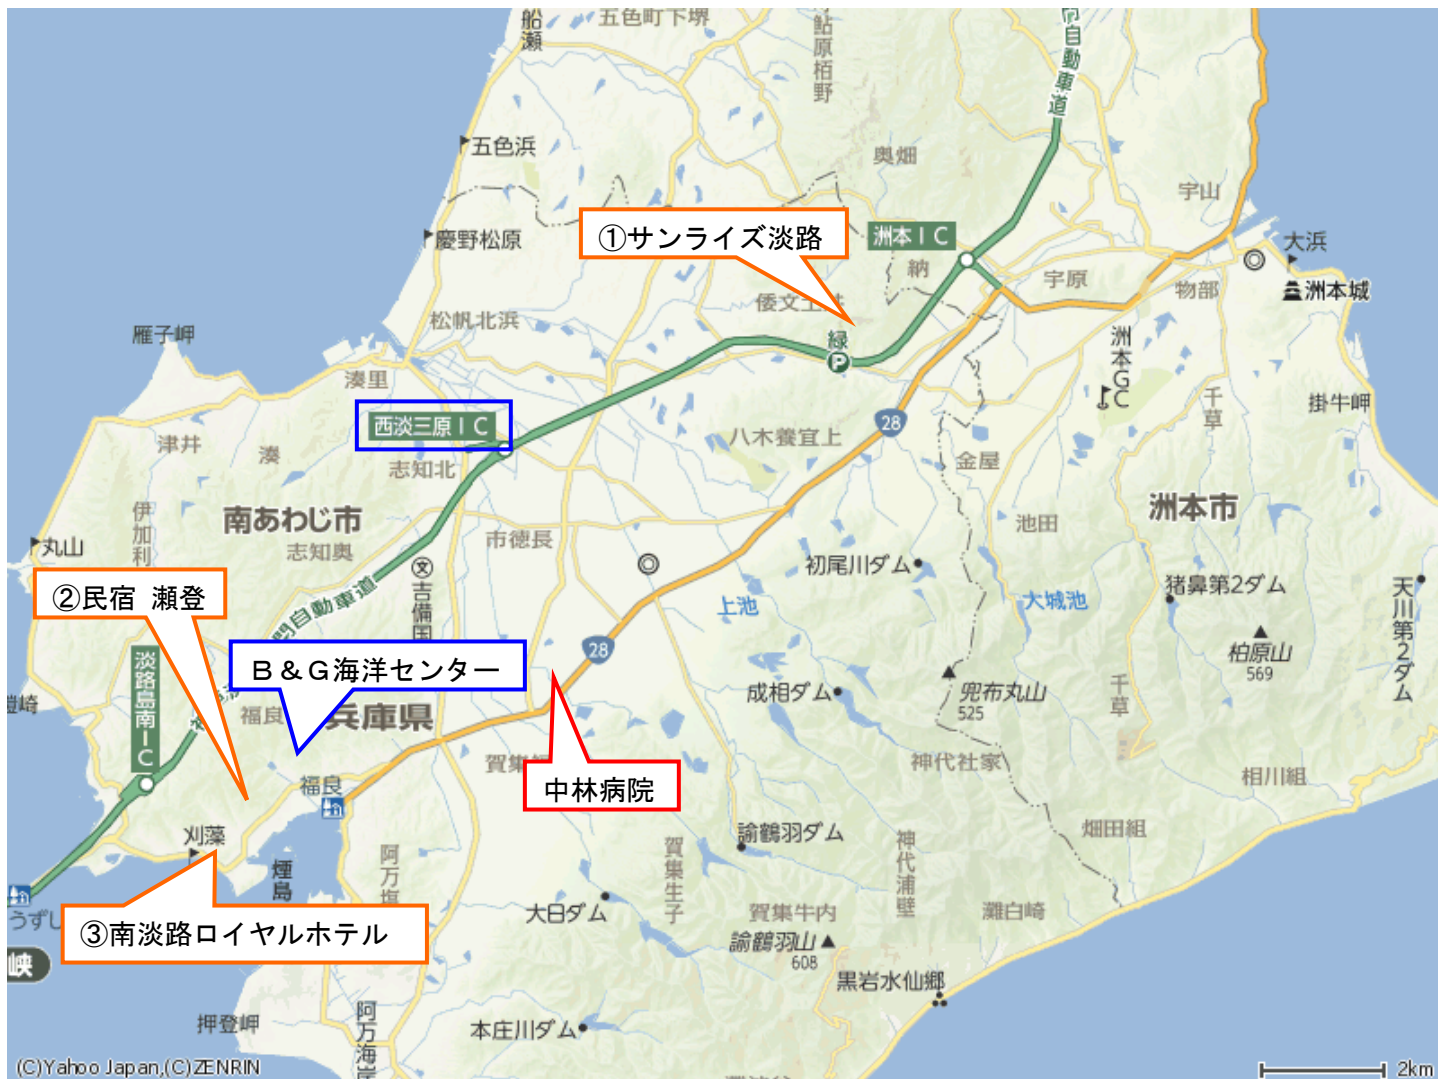 船瀬
五色町下堺
鮎原栢野
自動車道
五色浜
奥畑
宇山
慶野松原
①サンライズ淡路
洲本IC
納
大浜
宇原
物部
洲本城
倭文土井
松帆北浜
雁子岬
緑
P
洲本GC
湊里
千草
掛牛岬
西淡三原IC
28
津井
湊
志知北
八木養宜上
金屋
伊加利
南あわじ市
洲本市
池田
市徳長
志知奥
丸山
初尾川ダム
文
吉備国
②民宿 瀬登
上池
大城池
猪鼻第2ダム
天川第2ダム
自動車道
28
柏原山
569
B&G海洋センター
淡路島南IC
成相ダム
兜布丸山
525
千草
福良
兵庫県
賀集福
神代社家
相川組
中林病院
福良
刈藻
諭鶴羽ダム
畑田組
煙島
阿万塩
賀集生子
神代浦壁
うずし
大日ダム
賀集牛内
灘白崎
③南淡路ロイヤルホテル
諭鶴羽山
608
峡
黒岩水仙郷
押登岬
阿万海岸
本庄川ダム
(C)Yahoo Japan,(C)ZENRIN
2km